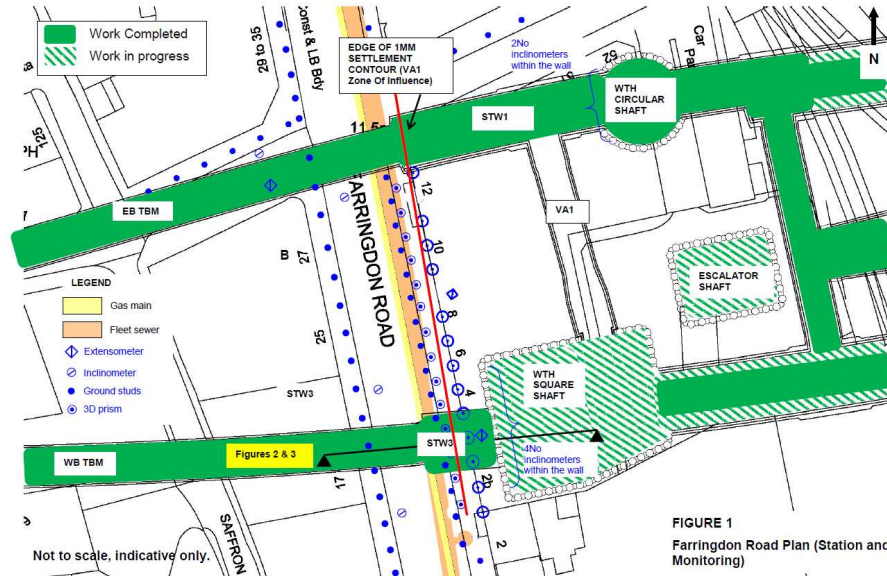 Work Completed
Work in progress
29 to 35
Const & LB Bdy
EDGE OF 1MM
SETTLEMENT
CONTOUR (VA1
Zone Of Influence)
2No
inclinometers
within the wall
52
Car
N
WTH
CIRCULAR
SHAFT
STW1
125
12
EB TBM
VA1
10
ARRINGDON ROAD
B
27
LEGEND
Gas main
Fleet sewer
Extensometer
Inclinometer
Ground studs
3D prism
ESCALATOR
SHAFT
8
25
6
WTH
SQUARE
SHAFT
STW3
4
STW3
4No
inclinometers
within the wall
Figures 2 & 3
WB TBM
17
2b
2
SAFFRON
Not to scale, indicative only.
FIGURE 1
Farringdon Road Plan (Station and
Monitoring)